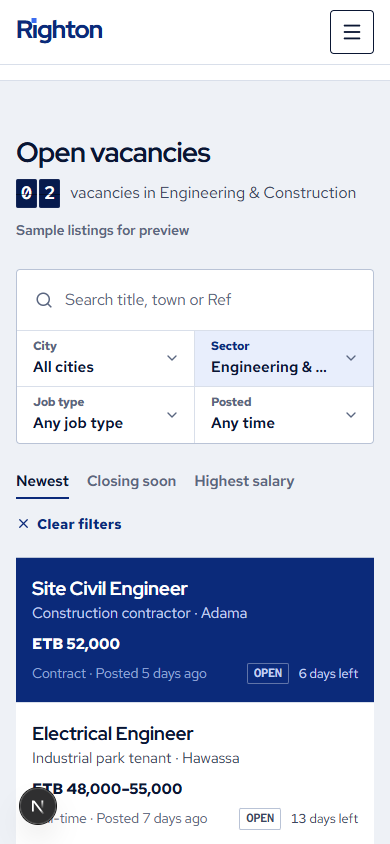 Righton
Open vacancies
02 vacancies in Engineering & Construction
Sample listings for preview
Search title, town or Ref
City
All cities
Sector
Engineering & ...
Job type
Any job type
Posted
Any time
Newest Closing soon Highest salary
× Clear filters
Site Civil Engineer
Construction contractor · Adama
ETB 52,000
Contract · Posted 5 days ago OPEN 6 days left
Electrical Engineer
Industrial park tenant · Hawassa
ETB 48,000–55,000
N
-time · Posted 7 days ago OPEN 13 days left